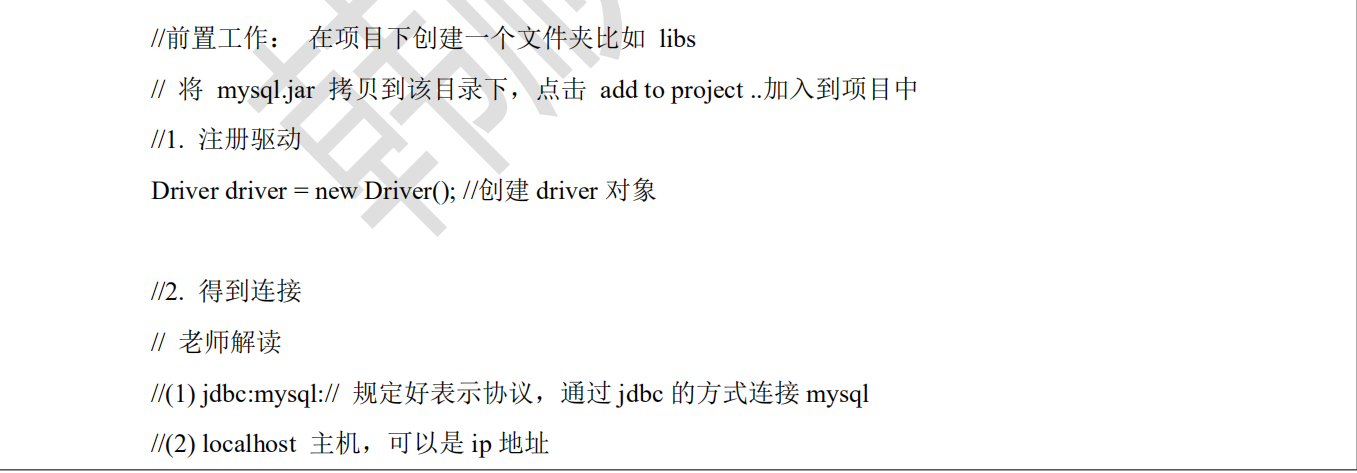 //前置工作： 在项目下创建一个文件夹比如 libs
// 将 mysql.jar 拷贝到该目录下，点击 add to project ..加入到项目中
//1. 注册驱动
Driver driver = new Driver(); //创建 driver 对象
//2. 得到连接
// 老师解读
//(1) jdbc:mysql:// 规定好表示协议，通过 jdbc 的方式连接 mysql
//(2) localhost 主机，可以是 ip 地址
韩